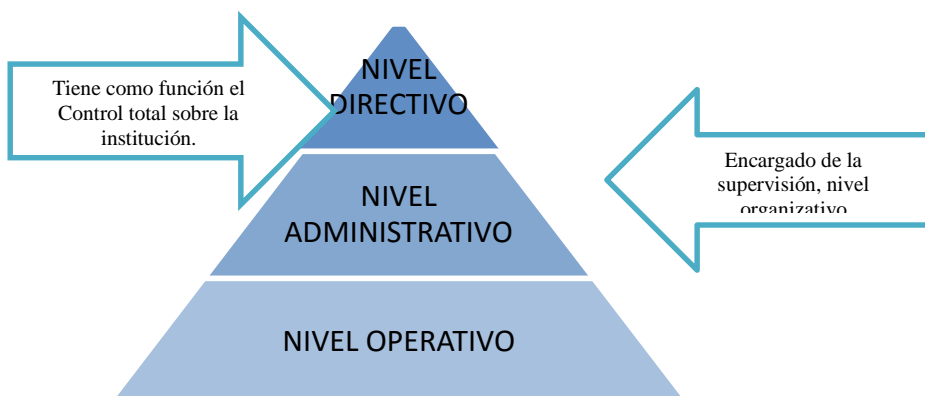 Tiene como función el
Control total sobre la
institución.
NIVEL
DIRECTIVO
Encargado de la
supervisión, nivel
organizativo
NIVEL
ADMINISTRATIVO
NIVEL OPERATIVO